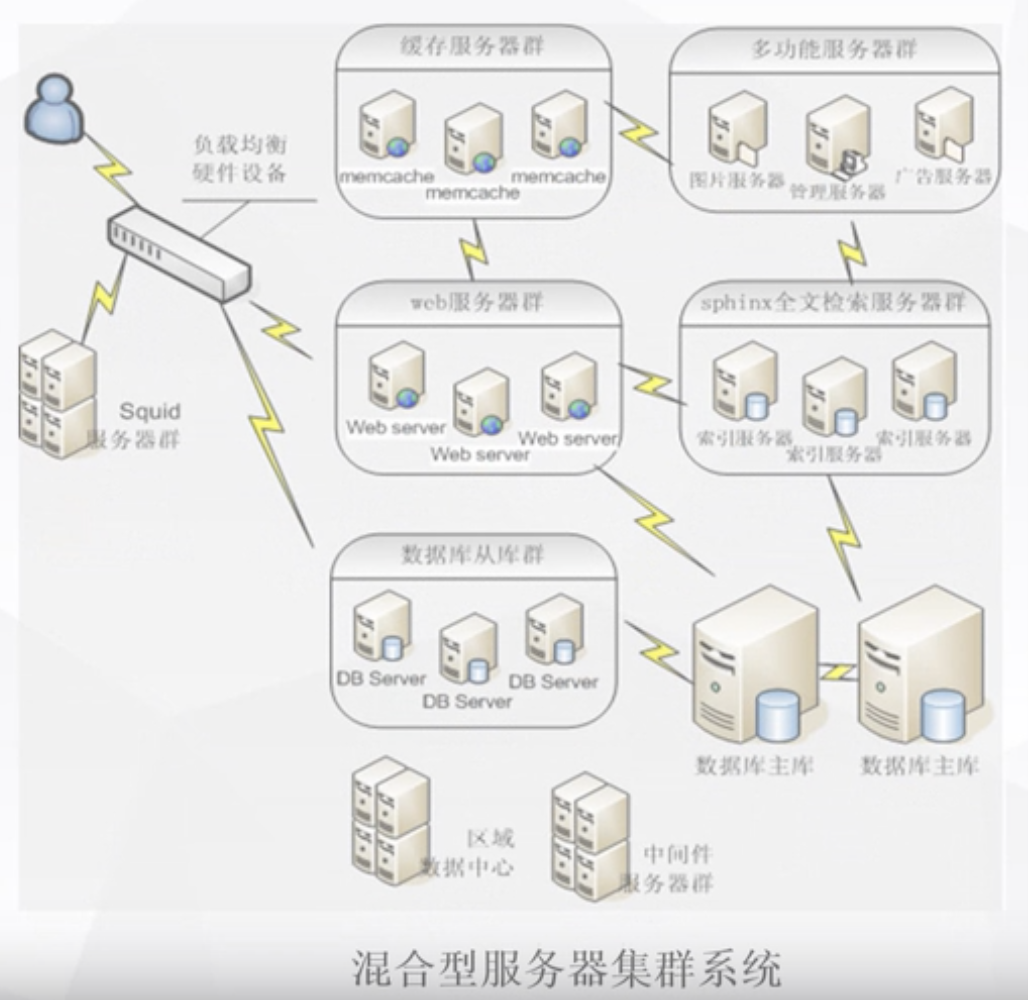 缓存服务器群
多功能服务器群
负载均衡
硬件设备
memcache
memcache
memcache
图片服务器
管理服务器
广告服务器
web服务器群
sphinx全文检索服务器群
Squid
服务器群
Web server
Web server
Web server
索引服务器
索引服务器
索引服务器
数据库从库群
DB Server
DB Server
DB Server
数据库主库
数据库主库
区域
数据中心
中间件
服务器群
混合型服务器集群系统